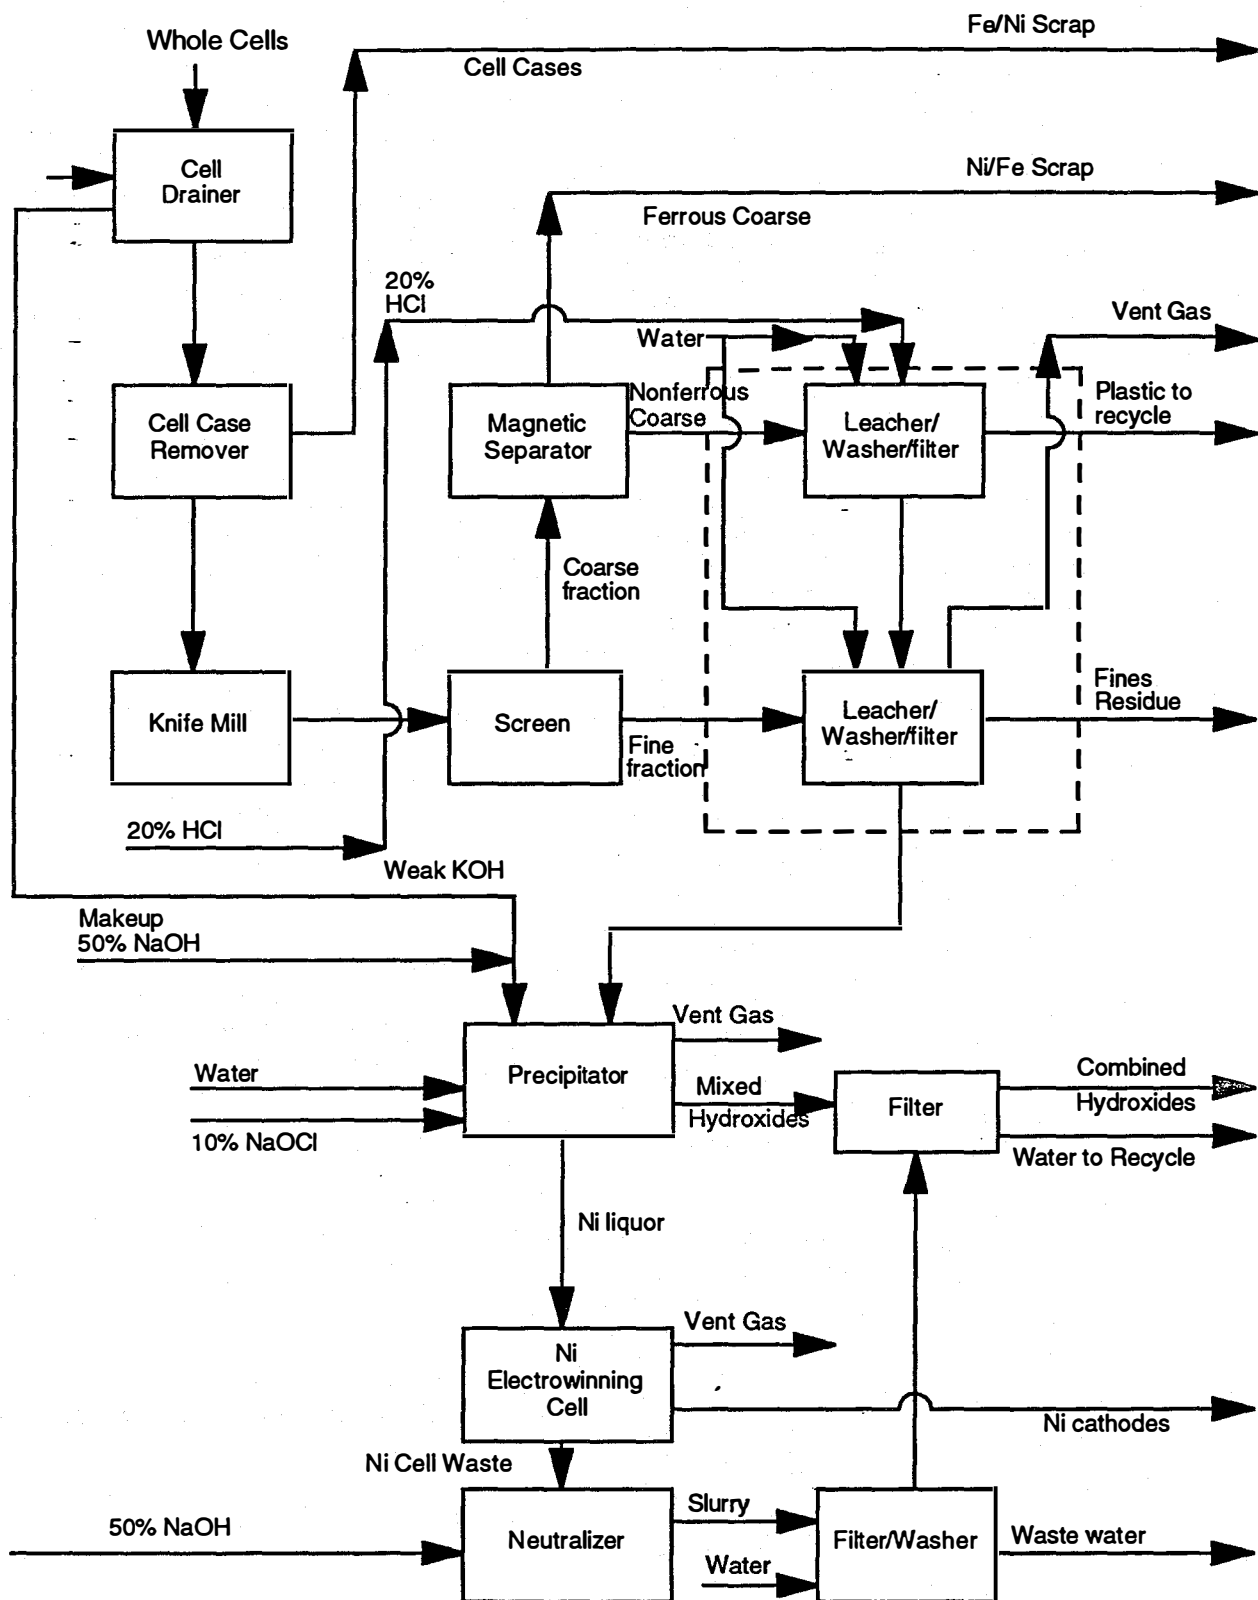 Fe/Ni Scrap
Whole Cells
Cell Cases
Cell
Drainer
Ni/Fe Scrap
Ferrous Coarse
20%
HCl
Vent Gas
Water
Nonferrous
Coarse
Plastic to
recycle
Cell Case
Remover
Magnetic
Separator
Leacher/
Washer/filter
Coarse
fraction
Knife Mill
Screen
Fine
fraction
Leacher/
Washer/filter
Fines
Residue
20% HCl
Weak KOH
Makeup
50% NaOH
Vent Gas
Water
10% NaOCl
Precipitator
Mixed
Hydroxides
Filter
Combined
Hydroxides
Water to Recycle
Ni liquor
Vent Gas
Ni
Electrowinning
Cell
Ni cathodes
Ni Cell Waste
50% NaOH
Neutralizer
Slurry
Water
Filter/Washer
Waste water